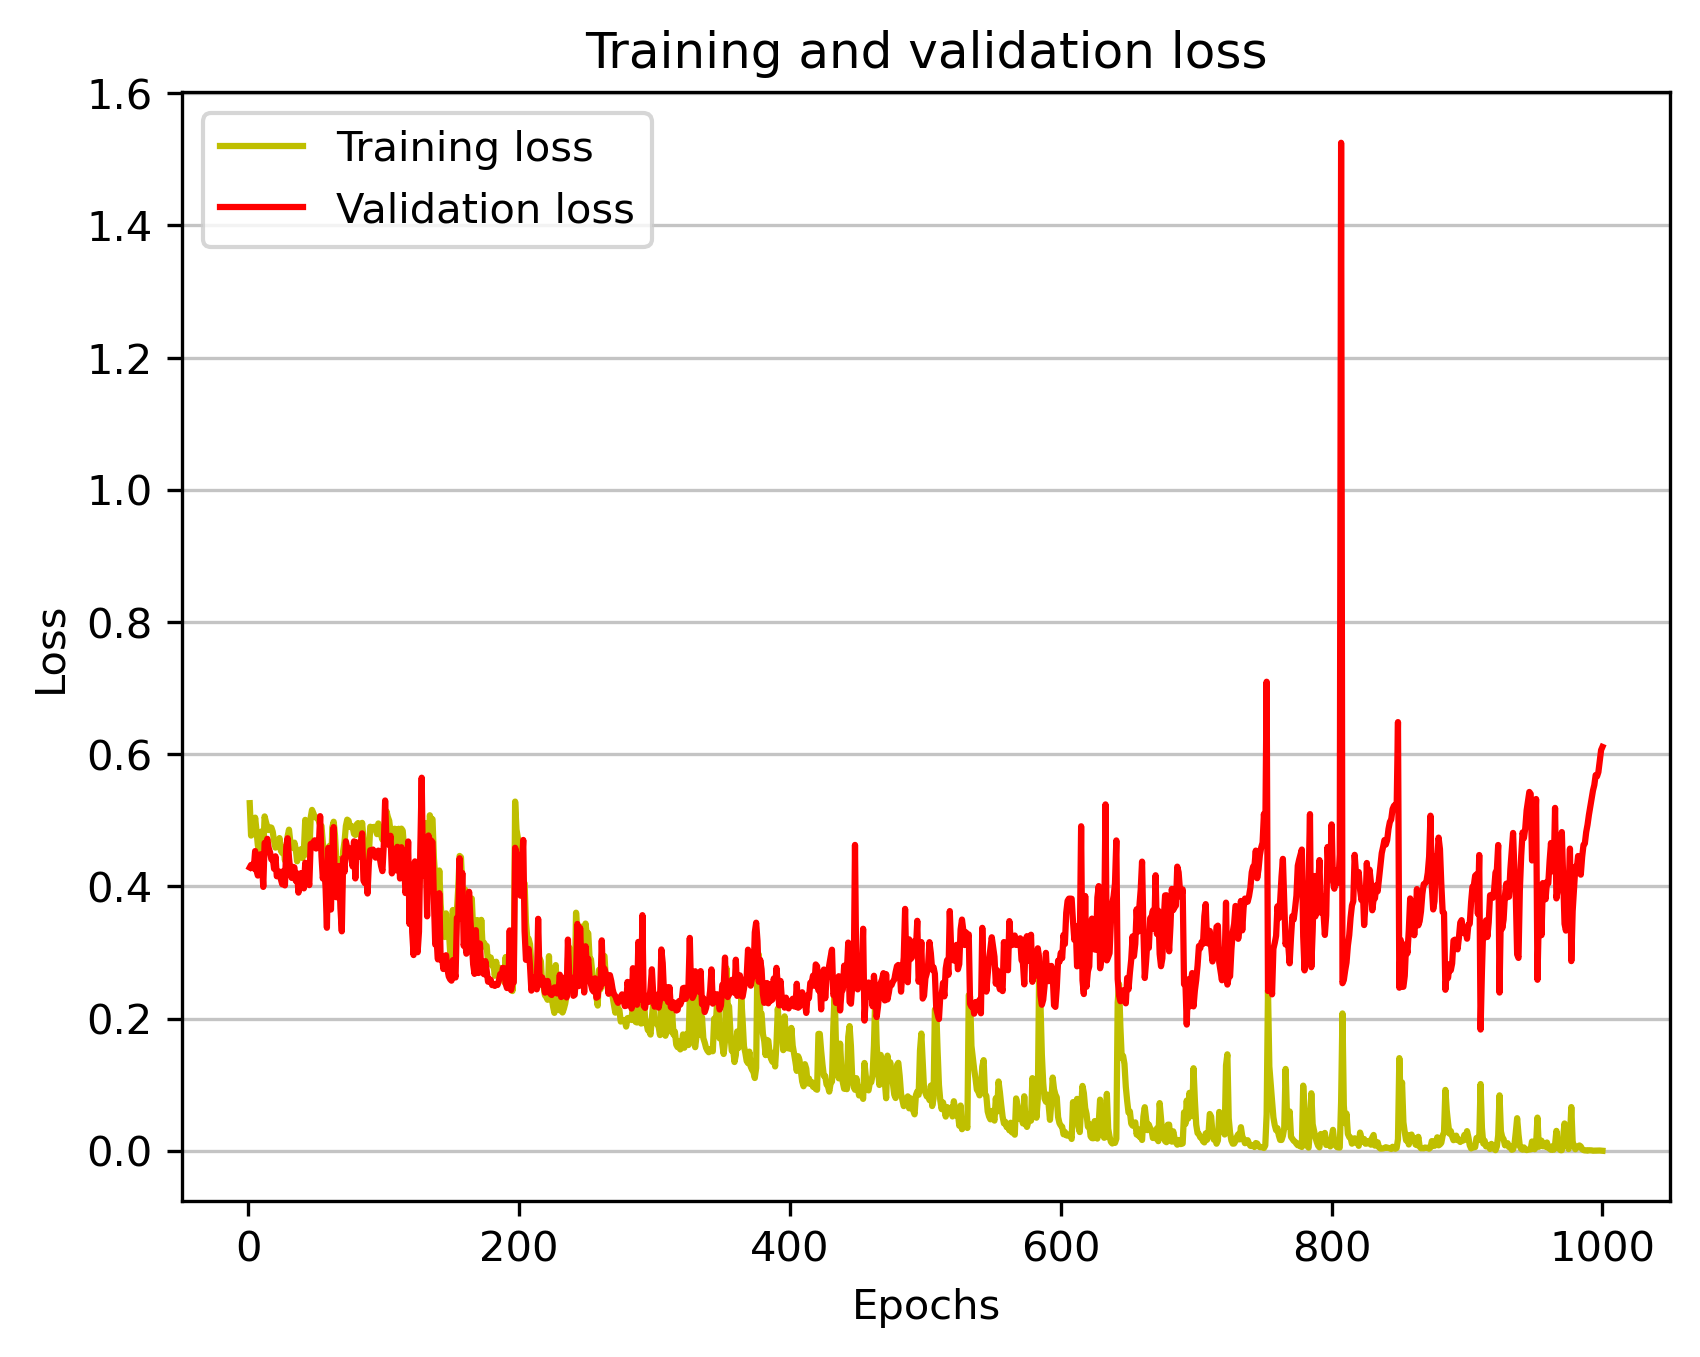 Training and validation loss
Training loss
Validation loss
1.6
1.4
1.2
1.0
0.8
0.6
0.4
0.2
0.0
Loss
0 200 400 600 800 1000
Epochs